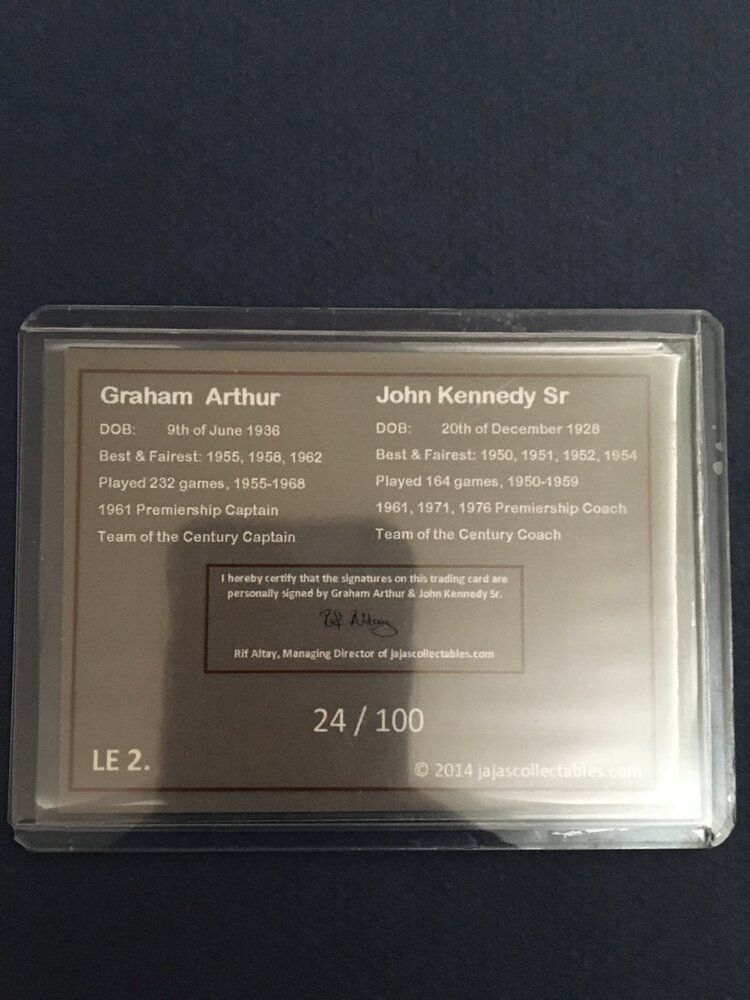 Graham Arthur
DOB: 9th of June 1936
Best & Fairest: 1955, 1958, 1962
Played 232 games, 1955-1968
1961 Premiership Captain
Team of the Century Captain
John Kennedy Sr
DOB: 20th of December 1928
Best & Fairest: 1950, 1951, 1952, 1954
Played 164 games, 1950-1959
1961, 1971, 1976 Premiership Coach
Team of the Century Coach
I hereby certify that the signatures on this trading card are
personally signed by Graham Arthur & John Kennedy Sr.
Rif Altay
Rif Altay, Managing Director of jajascollectables.com
24 / 100
LE 2.
© 2014 jajascollectables.com